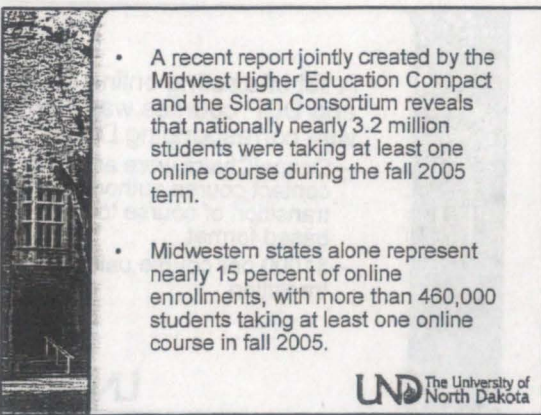 • A recent report jointly created by the
Midwest Higher Education Compact
and the Sloan Consortium reveals
that nationally nearly 3.2 million
students were taking at least one
online course during the fall 2005
term.
• Midwestern states alone represent
nearly 15 percent of online
enrollments, with more than 460,000
students taking at least one online
course in fall 2005.
UND The University of
North Dakota